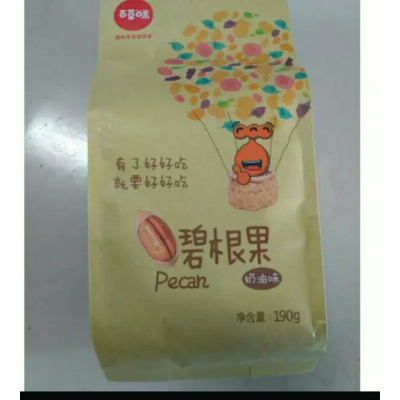 百草味
有了好好吃
就要好好吃
碧根果
Pecan
奶油味
净含量:190g